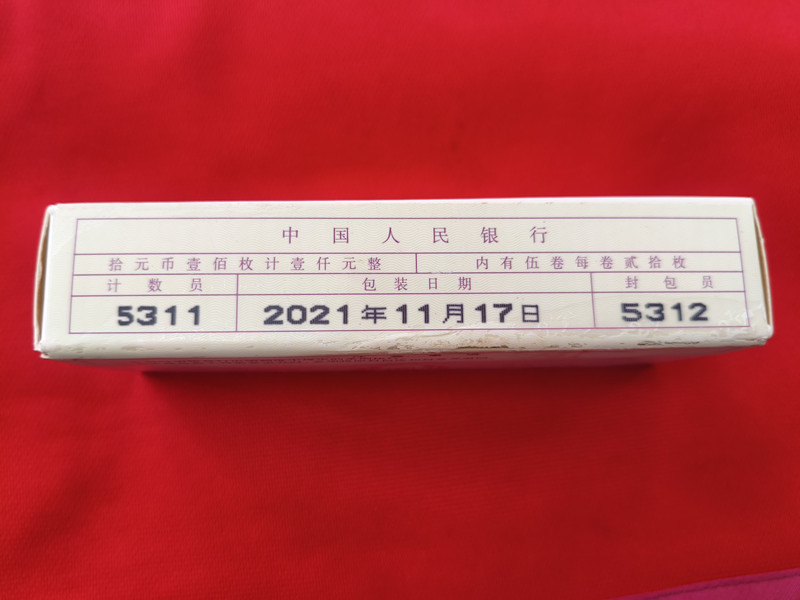 中国人民银行
拾元币壹佰枚计壹仟元整 内有伍卷每卷贰拾枚
计数员 包装日期 封包员
5311 2021年11月17日 5312